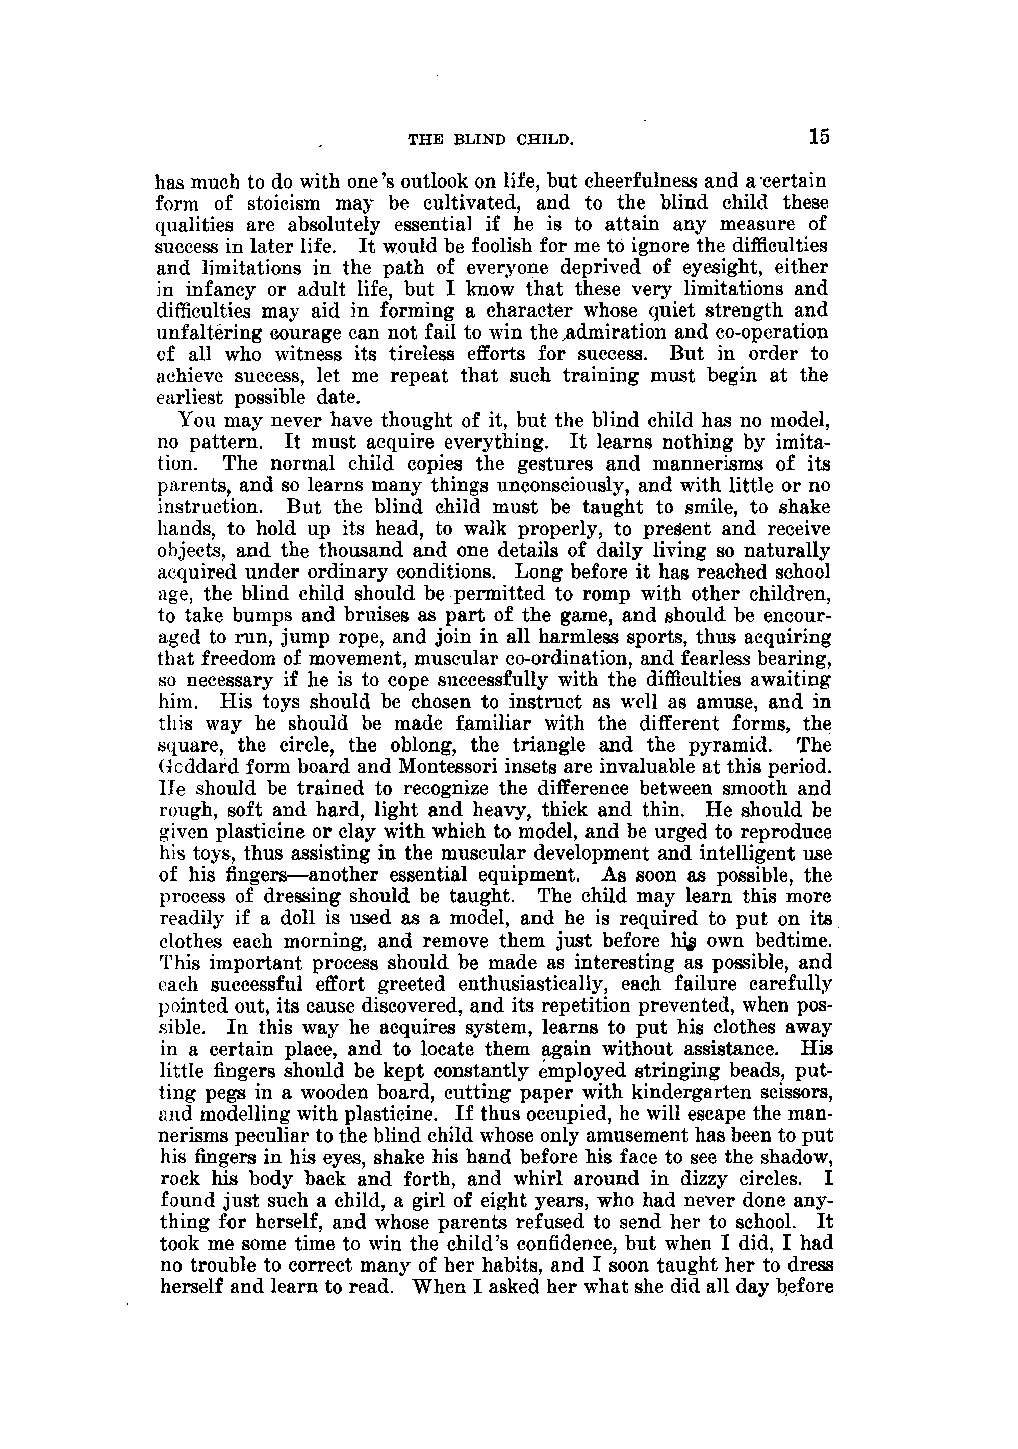 THE BLIND CHILD. 15
has much to do with one's outlook on life, but cheerfulness and a certain
form of stoicism may be cultivated, and to the blind child these
qualities are absolutely essential if he is to attain any measure of
success in later life. It would be foolish for me to ignore the difficulties
and limitations in the path of everyone deprived of eyesight, either
in infancy or adult life, but I know that these very limitations and
difficulties may aid in forming a character whose quiet strength and
unfaltering courage can not fail to win the admiration and co-operation
of all who witness its tireless efforts for success. But in order to
achieve success, let me repeat that such training must begin at the
earliest possible date.
You may never have thought of it, but the blind child has no model,
no pattern. It must acquire everything. It learns nothing by imita-
tion. The normal child copies the gestures and mannerisms of its
parents, and so learns many things unconsciously, and with little or no
instruction. But the blind child must be taught to smile, to shake
hands, to hold up its head, to walk properly, to present and receive
objects, and the thousand and one details of daily living so naturally
acquired under ordinary conditions. Long before it has reached school
age, the blind child should be permitted to romp with other children,
to take bumps and bruises as part of the game, and should be encour-
aged to run, jump rope, and join in all harmless sports, thus acquiring
that freedom of movement, muscular co-ordination, and fearless bearing,
so necessary if he is to cope successfully with the difficulties awaiting
him. His toys should be chosen to instruct as well as amuse, and in
this way he should be made familiar with the different forms, the
square, the circle, the oblong, the triangle and the pyramid. The
Goddard form board and Montessori insets are invaluable at this period.
He should be trained to recognize the difference between smooth and
rough, soft and hard, light and heavy, thick and thin. He should be
given plasticine or clay with which to model, and be urged to reproduce
his toys, thus assisting in the muscular development and intelligent use
of his fingers—another essential equipment. As soon as possible, the
process of dressing should be taught. The child may learn this more
readily if a doll is used as a model, and he is required to put on its
clothes each morning, and remove them just before his own bedtime.
This important process should be made as interesting as possible, and
each successful effort greeted enthusiastically, each failure carefully
pointed out, its cause discovered, and its repetition prevented, when pos-
sible. In this way he acquires system, learns to put his clothes away
in a certain place, and to locate them again without assistance. His
little fingers should be kept constantly employed stringing beads, put-
ting pegs in a wooden board, cutting paper with kindergarten scissors,
and modelling with plasticine. If thus occupied, he will escape the man-
nerisms peculiar to the blind child whose only amusement has been to put
his fingers in his eyes, shake his hand before his face to see the shadow,
rock his body back and forth, and whirl around in dizzy circles. I
found just such a child, a girl of eight years, who had never done any-
thing for herself, and whose parents refused to send her to school. It
took me some time to win the child's confidence, but when I did, I had
no trouble to correct many of her habits, and I soon taught her to dress
herself and learn to read. When I asked her what she did all day before